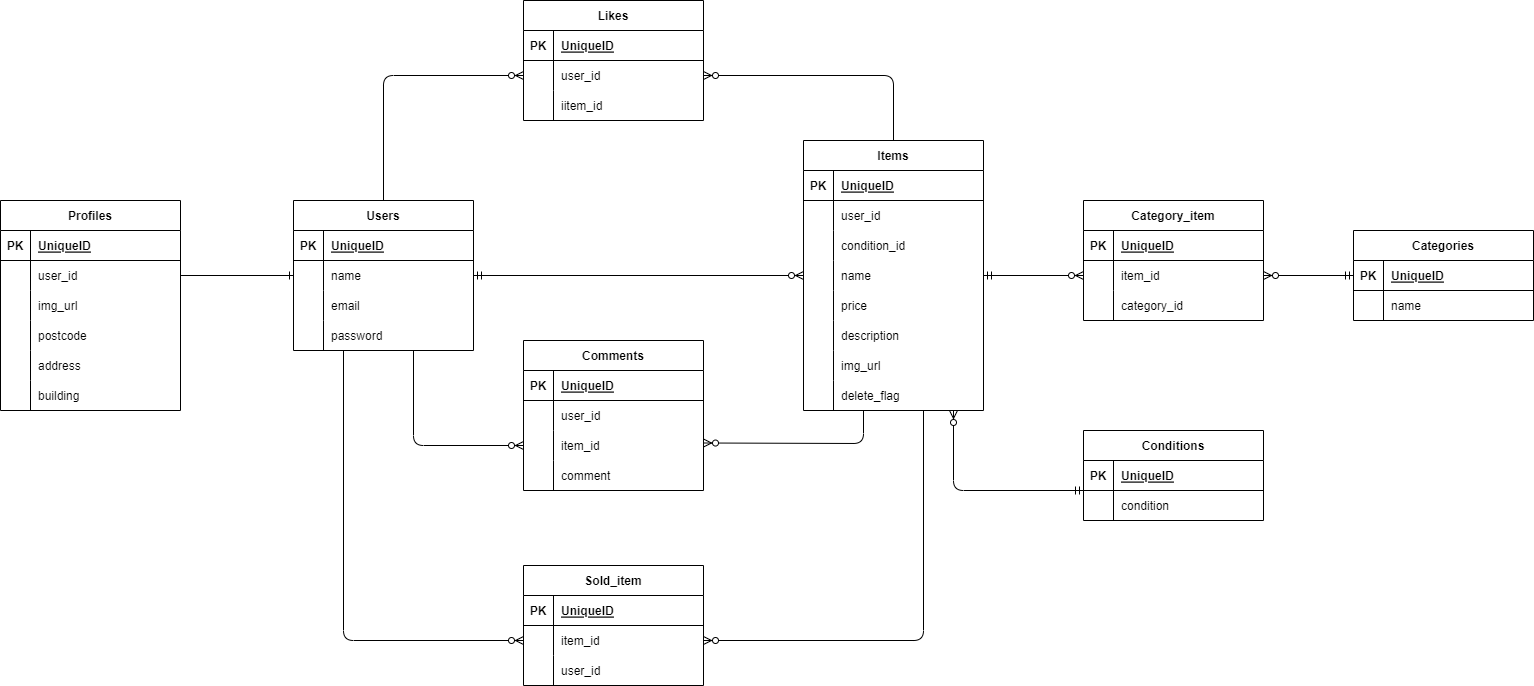 Likes
PK UniqueID
user_id
iitem_id
Items
PK UniqueID
user_id
condition_id
name
price
description
img_url
delete_flag
Profiles
PK UniqueID
user_id
img_url
postcode
address
building
Users
PK UniqueID
name
email
password
Category_item
PK UniqueID
item_id
category_id
Categories
PK UniqueID
name
Comments
PK UniqueID
user_id
item_id
comment
Conditions
PK UniqueID
condition
Sold_item
PK UniqueID
item_id
user_id